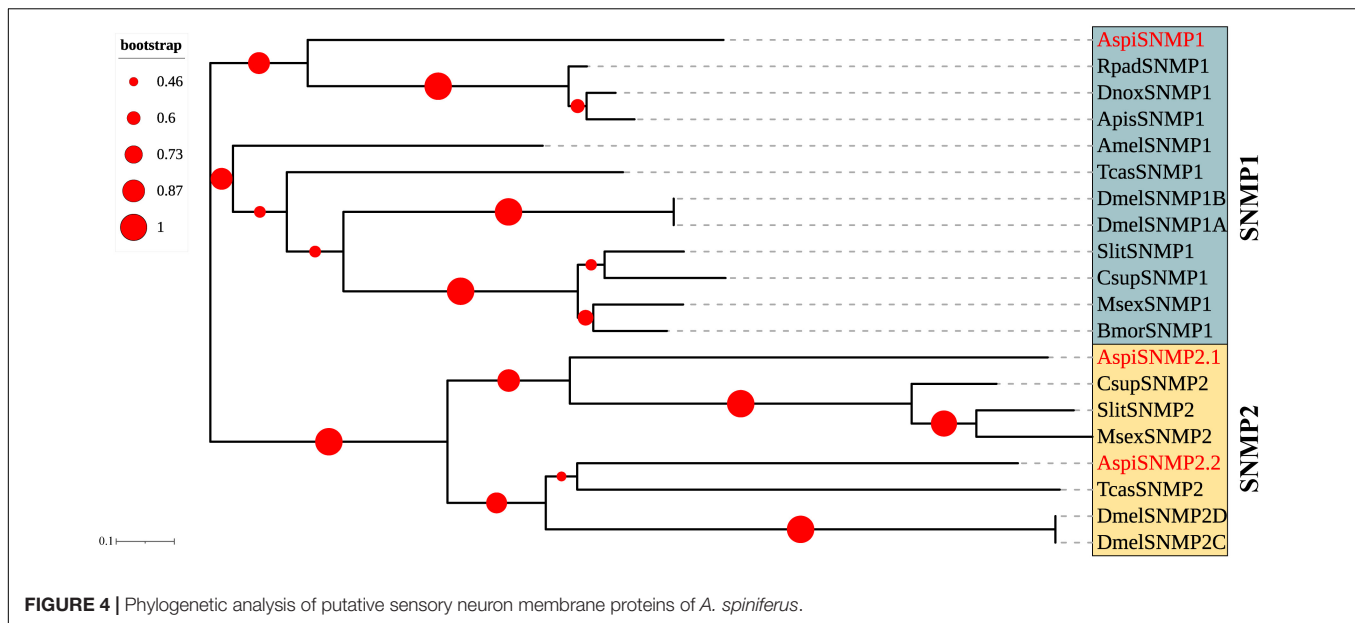 bootstrap
0.46
0.6
0.73
0.87
1
AspiSNMP1
RpadSNMP1
DnoxSNMP1
ApisSNMP1
AmelSNMP1
TcasSNMP1
DmelSNMP1B
DmelSNMP1A
SlitSNMP1
CsupSNMP1
MsexSNMP1
BmorSNMP1
SNMP1
AspiSNMP2.1
CsupSNMP2
SlitSNMP2
MsexSNMP2
AspiSNMP2.2
TcasSNMP2
DmelSNMP2D
DmelSNMP2C
SNMP2
0.1
FIGURE 4 | Phylogenetic analysis of putative sensory neuron membrane proteins of A. spiniferus.